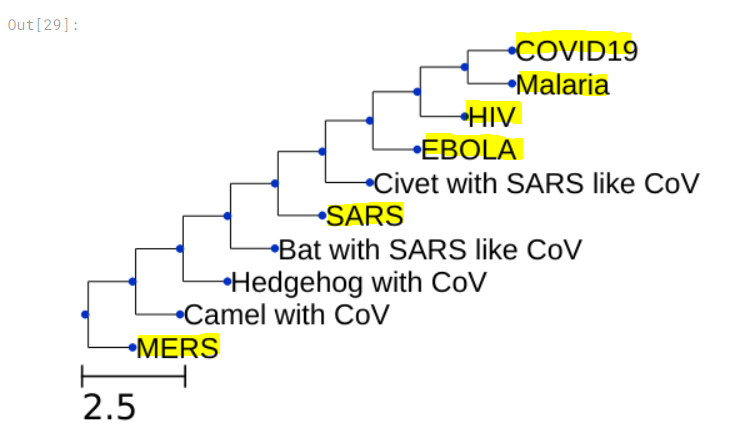 Out[29]:
COVID19
Malaria
HIV
EBOLA
Civet with SARS like CoV
SARS
Bat with SARS like CoV
Hedgehog with CoV
Camel with CoV
MERS
2.5